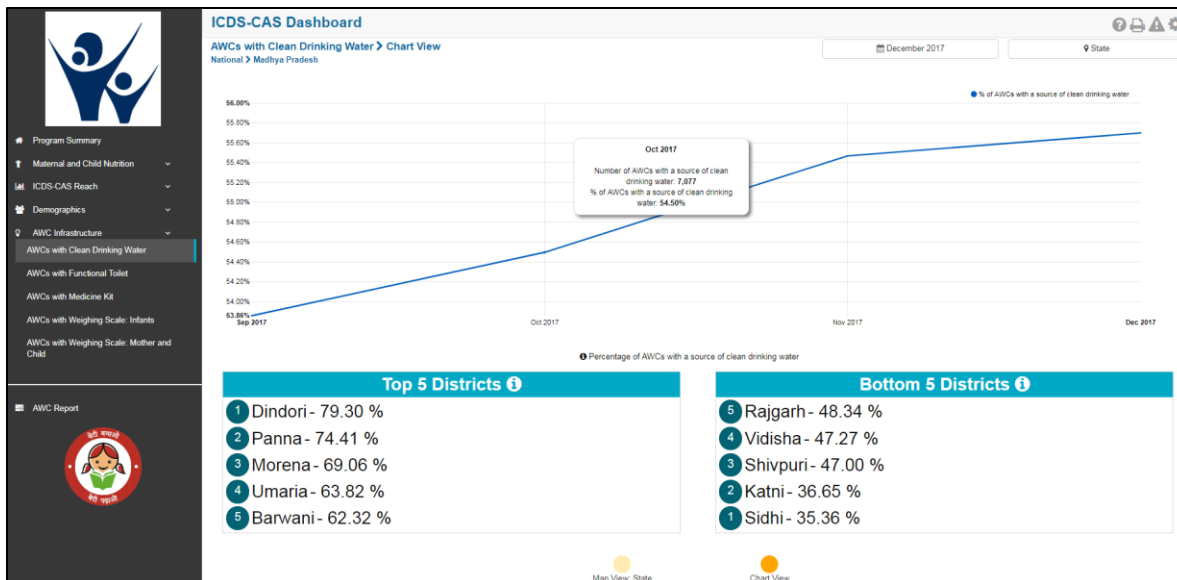 ICDS-CAS Dashboard
AWCs with Clean Drinking Water > Chart View
National > Madhya Pradesh
December 2017
State
Program Summary
Maternal and Child Nutrition
ICDS-CAS Reach
Demographics
AWC Infrastructure
AWCs with Clean Drinking Water
AWCs with Functional Toilet
AWCs with Medicine Kit
AWCs with Weighing Scale: Infants
AWCs with Weighing Scale: Mother and
Child
AWC Report
बेटी बचाओ
बेटी पढ़ाओ
% of AWCs with a source of clean drinking water
56.00%
55.80%
55.60%
55.40%
55.20%
55.00%
54.80%
54.60%
54.40%
54.20%
54.00%
53.86%
Oct 2017
Number of AWCs with a source of clean
drinking water: 7,077
% of AWCs with a source of clean drinking
water: 54.50%
Sep 2017
Oct 2017
Nov 2017
Dec 2017
Percentage of AWCs with a source of clean drinking water
Top 5 Districts
1 Dindori - 79.30 %
2 Panna - 74.41 %
3 Morena - 69.06 %
4 Umaria - 63.82 %
5 Barwani - 62.32 %
Bottom 5 Districts
5 Rajgarh - 48.34 %
4 Vidisha - 47.27 %
3 Shivpuri - 47.00 %
2 Katni - 36.65 %
1 Sidhi - 35.36 %
Map View: State
Chart View